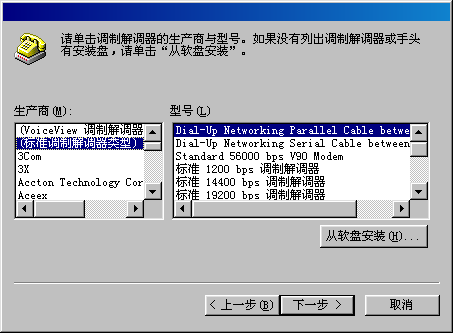 请单击调制解调器的生产商与型号。如果没有列出调制解调器或手头
有安装盘，请单击“从软盘安装”。
生产商(M):
(VoiceView 调制解调器
(标准调制解调器类型)
3Com
3X
Accton Technology Cor
Aceex
型号(L)
Dial-Up Networking Parallel Cable betwe
Dial-Up Networking Serial Cable between
Standard 56000 bps V90 Modem
标准 1200 bps 调制解调器
标准 14400 bps 调制解调器
标准 19200 bps 调制解调器
从软盘安装(H)...
< 上一步(B)
下一步 >
取消